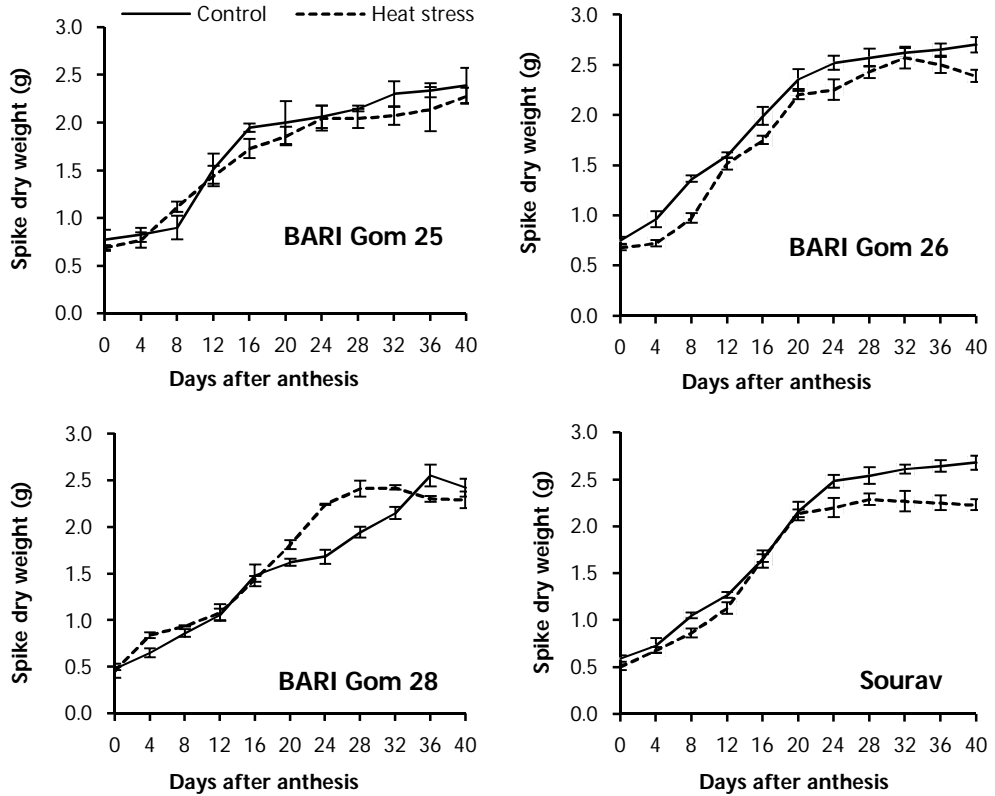 Control Heat stress
3.0
2.5
2.0
1.5
1.0
0.5
0.0
Spike dry weight (g)
BARI Gom 25
0 4 8 12 16 20 24 28 32 36 40
Days after anthesis
3.0
2.5
2.0
1.5
1.0
0.5
0.0
Spike dry weight (g)
BARI Gom 26
0 4 8 12 16 20 24 28 32 36 40
Days after anthesis
3.0
2.5
2.0
1.5
1.0
0.5
0.0
Spike dry weight (g)
BARI Gom 28
0 4 8 12 16 20 24 28 32 36 40
Days after anthesis
3.0
2.5
2.0
1.5
1.0
0.5
0.0
Spike dry weight (g)
Sourav
0 4 8 12 16 20 24 28 32 36 40
Days after anthesis